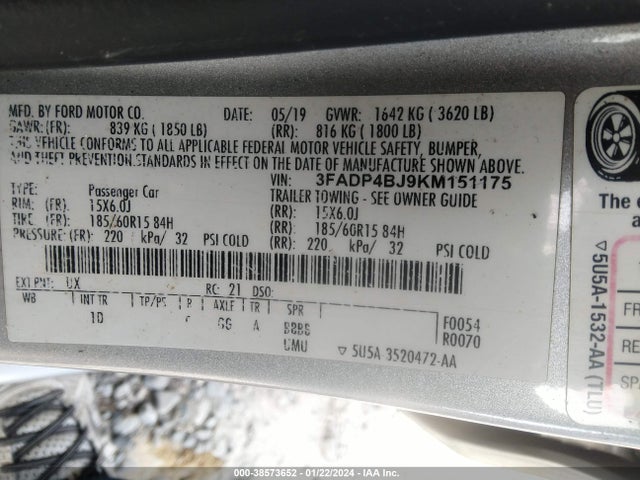 MFD. BY FORD MOTOR CO. DATE: 05/19 GVWR: 1642 KG ( 3620 LB)
GAWR:(FR): 839 KG ( 1850 LB) (RR): 816 KG ( 1800 LB)
THIS VEHICLE CONFORMS TO ALL APPLICABLE FEDERAL MOTOR VEHICLE SAFETY, BUMPER,
AND THEFT PREVENTION STANDARDS IN EFFECT ON THE DATE OF MANUFACTURE SHOWN ABOVE.
VIN: 3FADP4BJ9KM151175
TYPE: Passenger Car TRAILER TOWING - SEE OWNER GUIDE
RIM: (FR): 15X6.0J (RR): 15X6.0J
TIRE (FR): 185/60R15 84H (RR): 185/60R15 84H
PRESSURE:(FR): 220 kPa/ 32 PSI COLD (RR): 220 kPa/ 32 PSI COLD
EXT PNT: UX RC: 21 DSO:
WB INT TR TP/PS R AXLE TR SPR
1D A
UMU
F0054
R0070
▽ 5U5A 3520472-AA
The
a
▽5U5A-1532-AA (TLU)
FR
RE
SPA
000-38573652 - 01/22/2024 - IAA Inc.